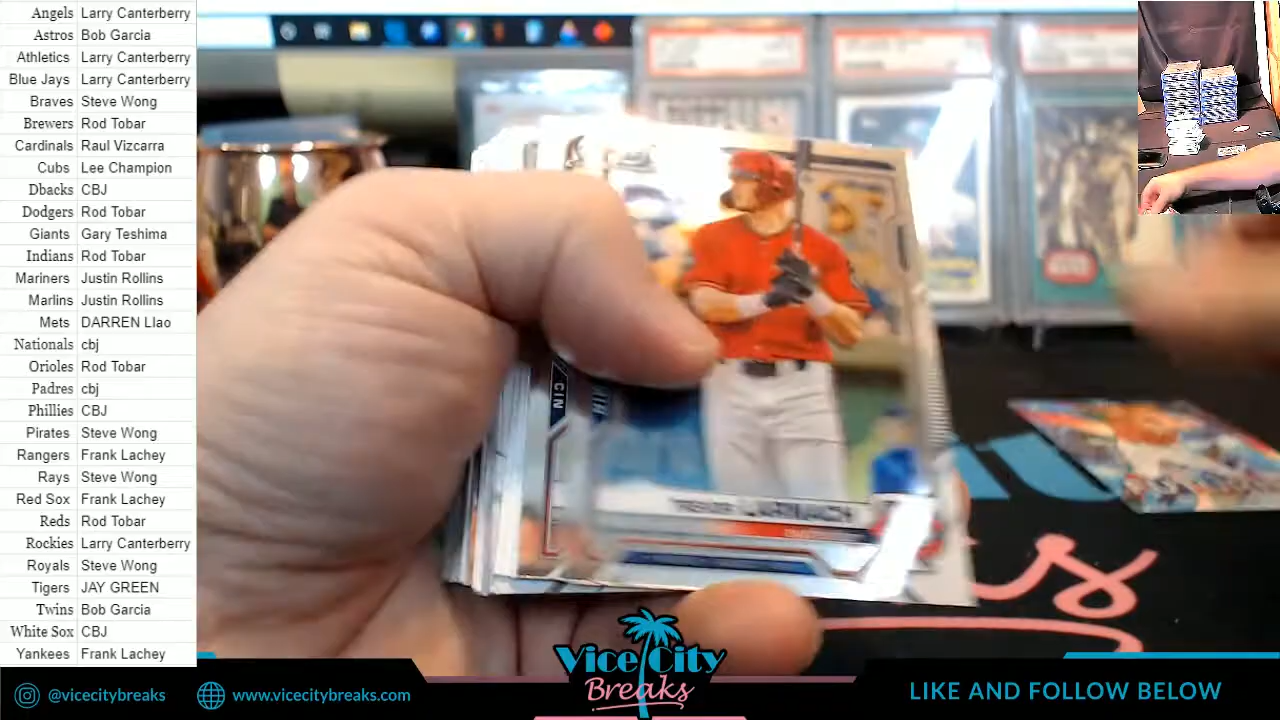 Angels Larry Canterberry
Astros Bob Garcia
Athletics Larry Canterberry
Blue Jays Larry Canterberry
Braves Steve Wong
Brewers Rod Tobar
Cardinals Raul Vizcarra
Cubs Lee Champion
Dbacks CBJ
Dodgers Rod Tobar
Giants Gary Teshima
Indians Rod Tobar
Mariners Justin Rollins
Marlins Justin Rollins
Mets DARREN LIao
Nationals cbj
Orioles Rod Tobar
Padres cbj
Phillies CBJ
Pirates Steve Wong
Rangers Frank Lachey
Rays Steve Wong
Red Sox Frank Lachey
Reds Rod Tobar
Rockies Larry Canterberry
Royals Steve Wong
Tigers JAY GREEN
Twins Bob Garcia
White Sox CBJ
Yankees Frank Lachey
CIN
LARNACH
Vice City
Breaks
@vicecitybreaks
www.vicecitybreaks.com
LIKE AND FOLLOW BELOW